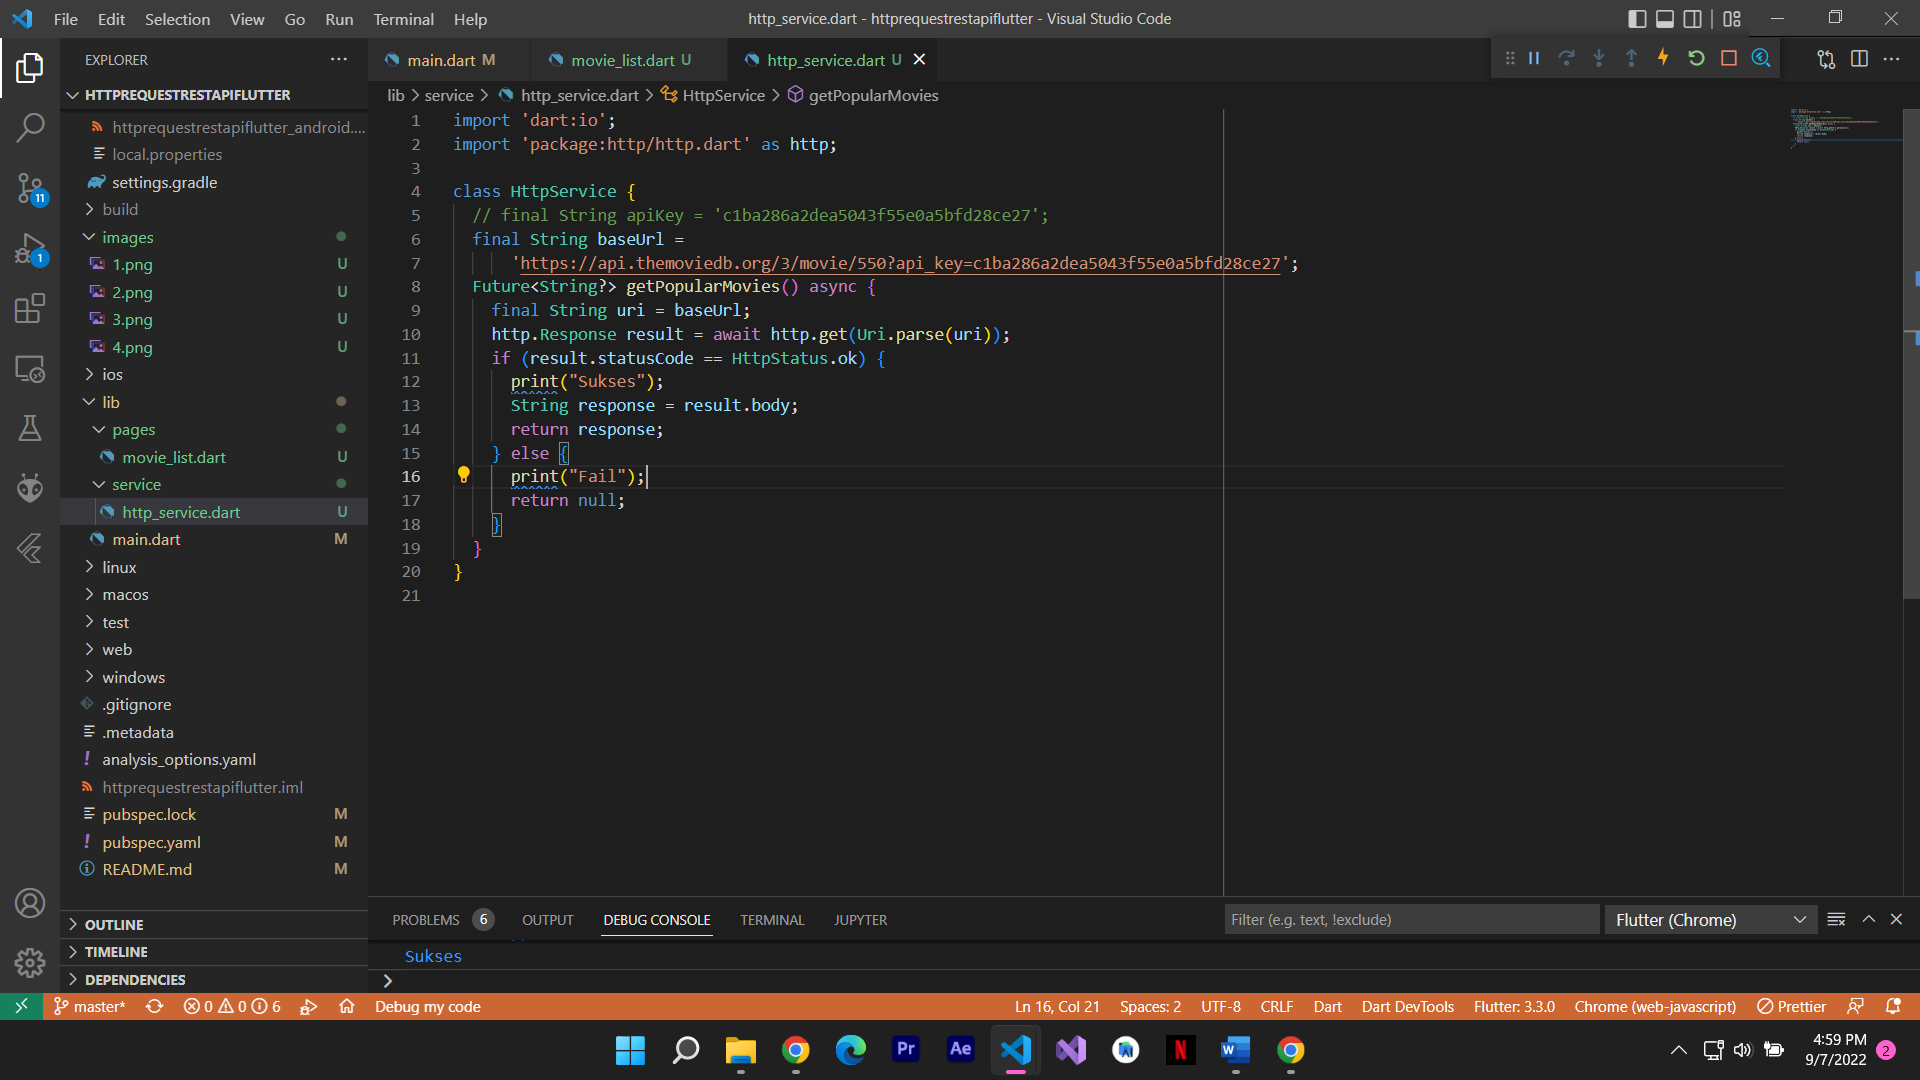 File Edit Selection View Go Run Terminal Help
http_service.dart - httprequestrestapiflutter - Visual Studio Code
EXPLORER
main.dart M
movie_list.dart U
http_service.dart U
HTTPREQUESTRESTAPIFLUTTER
lib > service > http_service.dart > HttpService > getPopularMovies
httprequestrestapiflutter_android....
local.properties
settings.gradle
build
images
1.png U
2.png U
3.png U
4.png U
ios
lib
pages
movie_list.dart U
service
http_service.dart U
main.dart M
linux
macos
test
web
windows
.gitignore
.metadata
analysis_options.yaml
httprequestrestapiflutter.iml
pubspec.lock M
pubspec.yaml M
README.md M
OUTLINE
TIMELINE
DEPENDENCIES
11
1
1 import 'dart:io';
2 import 'package:http/http.dart' as http;
3
4 class HttpService {
5 // final String apiKey = 'c1ba286a2dea5043f55e0a5bfd28ce27';
6 final String baseUrl =
7 'https://api.themoviedb.org/3/movie/550?api_key=c1ba286a2dea5043f55e0a5bfd28ce27';
8 Future<String?> getPopularMovies() async {
9 final String uri = baseUrl;
10 http.Response result = await http.get(Uri.parse(uri));
11 if (result.statusCode == HttpStatus.ok) {
12 print("Sukses");
13 String response = result.body;
14 return response;
15 } else {
16 print("Fail");
17 return null;
18 }
19 }
20 }
21
PROBLEMS 6 OUTPUT DEBUG CONSOLE TERMINAL JUPYTER
Filter (e.g. text, !exclude)
Flutter (Chrome)
Sukses
master* 0 0 6 Debug my code
Ln 16, Col 21 Spaces: 2 UTF-8 CRLF Dart Dart DevTools Flutter: 3.3.0 Chrome (web-javascript) Prettier
Pr
Ae
N
W
4:59 PM
9/7/2022
2